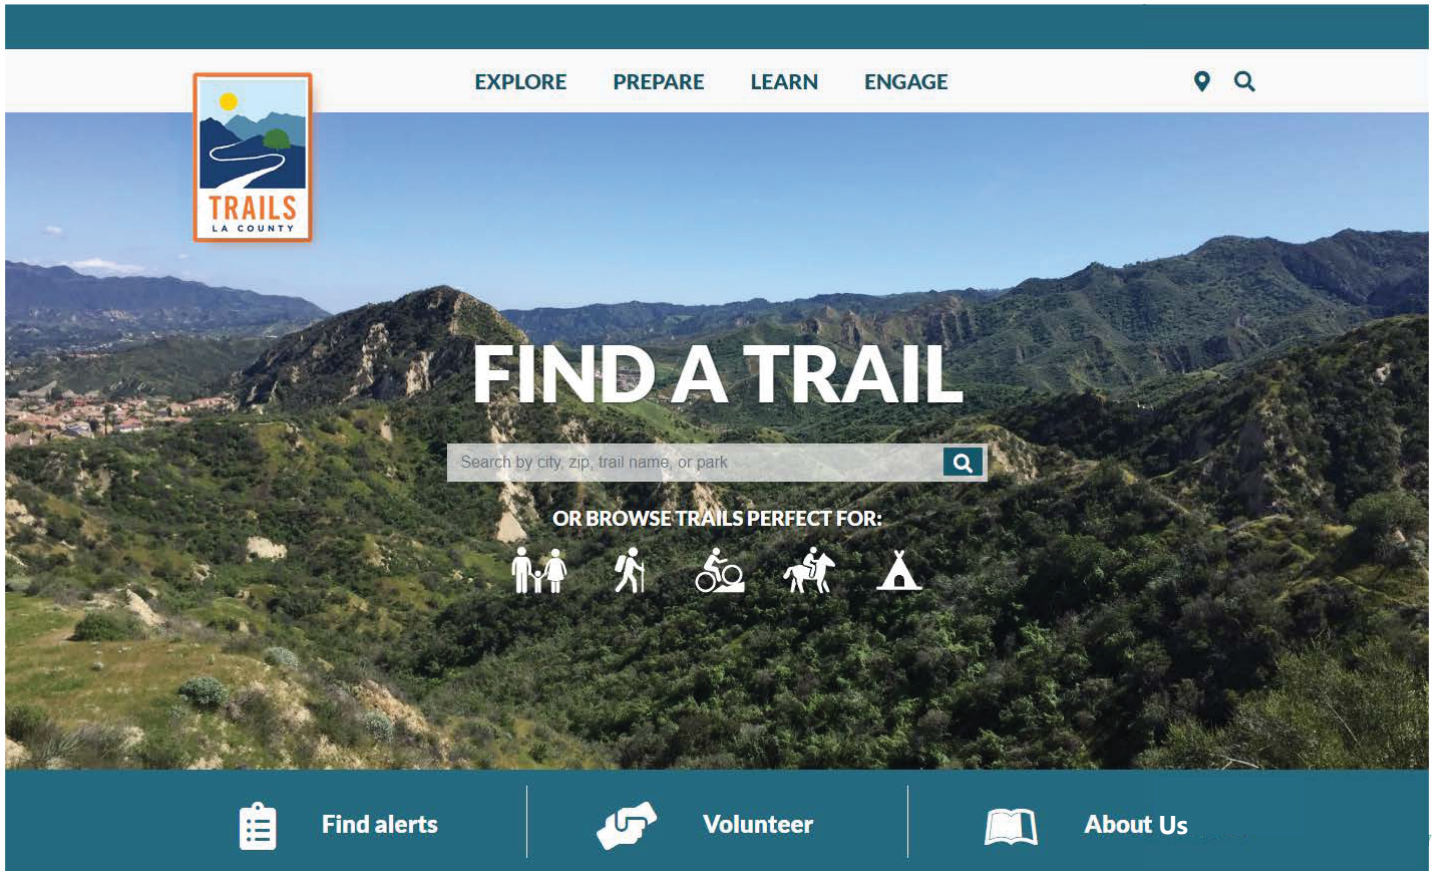 EXPLORE PREPARE LEARN ENGAGE
TRAILS
LA COUNTY
FIND A TRAIL
Search by city, zip, trail name, or park
OR BROWSE TRAILS PERFECT FOR:
Find alerts
Volunteer
About Us